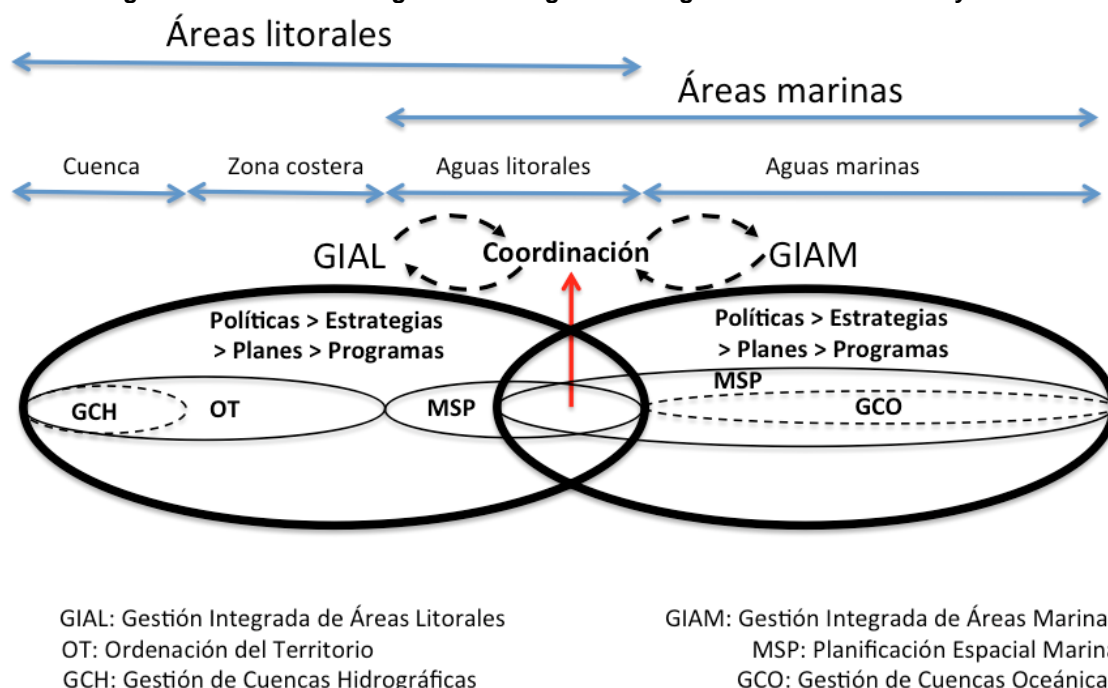 Áreas litorales
Áreas marinas
Cuenca
Zona costera
Aguas litorales
Aguas marinas
GIAL
Coordinación
GIAM
Políticas > Estrategias
> Planes > Programas
Políticas > Estrategias
> Planes > Programas
MSP
GCH
OT
MSP
GCO
GIAL: Gestión Integrada de Áreas Litorales
OT: Ordenación del Territorio
GCH: Gestión de Cuencas Hidrográficas
GIAM: Gestión Integrada de Áreas Marina
MSP: Planificación Espacial Marina
GCO: Gestión de Cuencas Oceánica